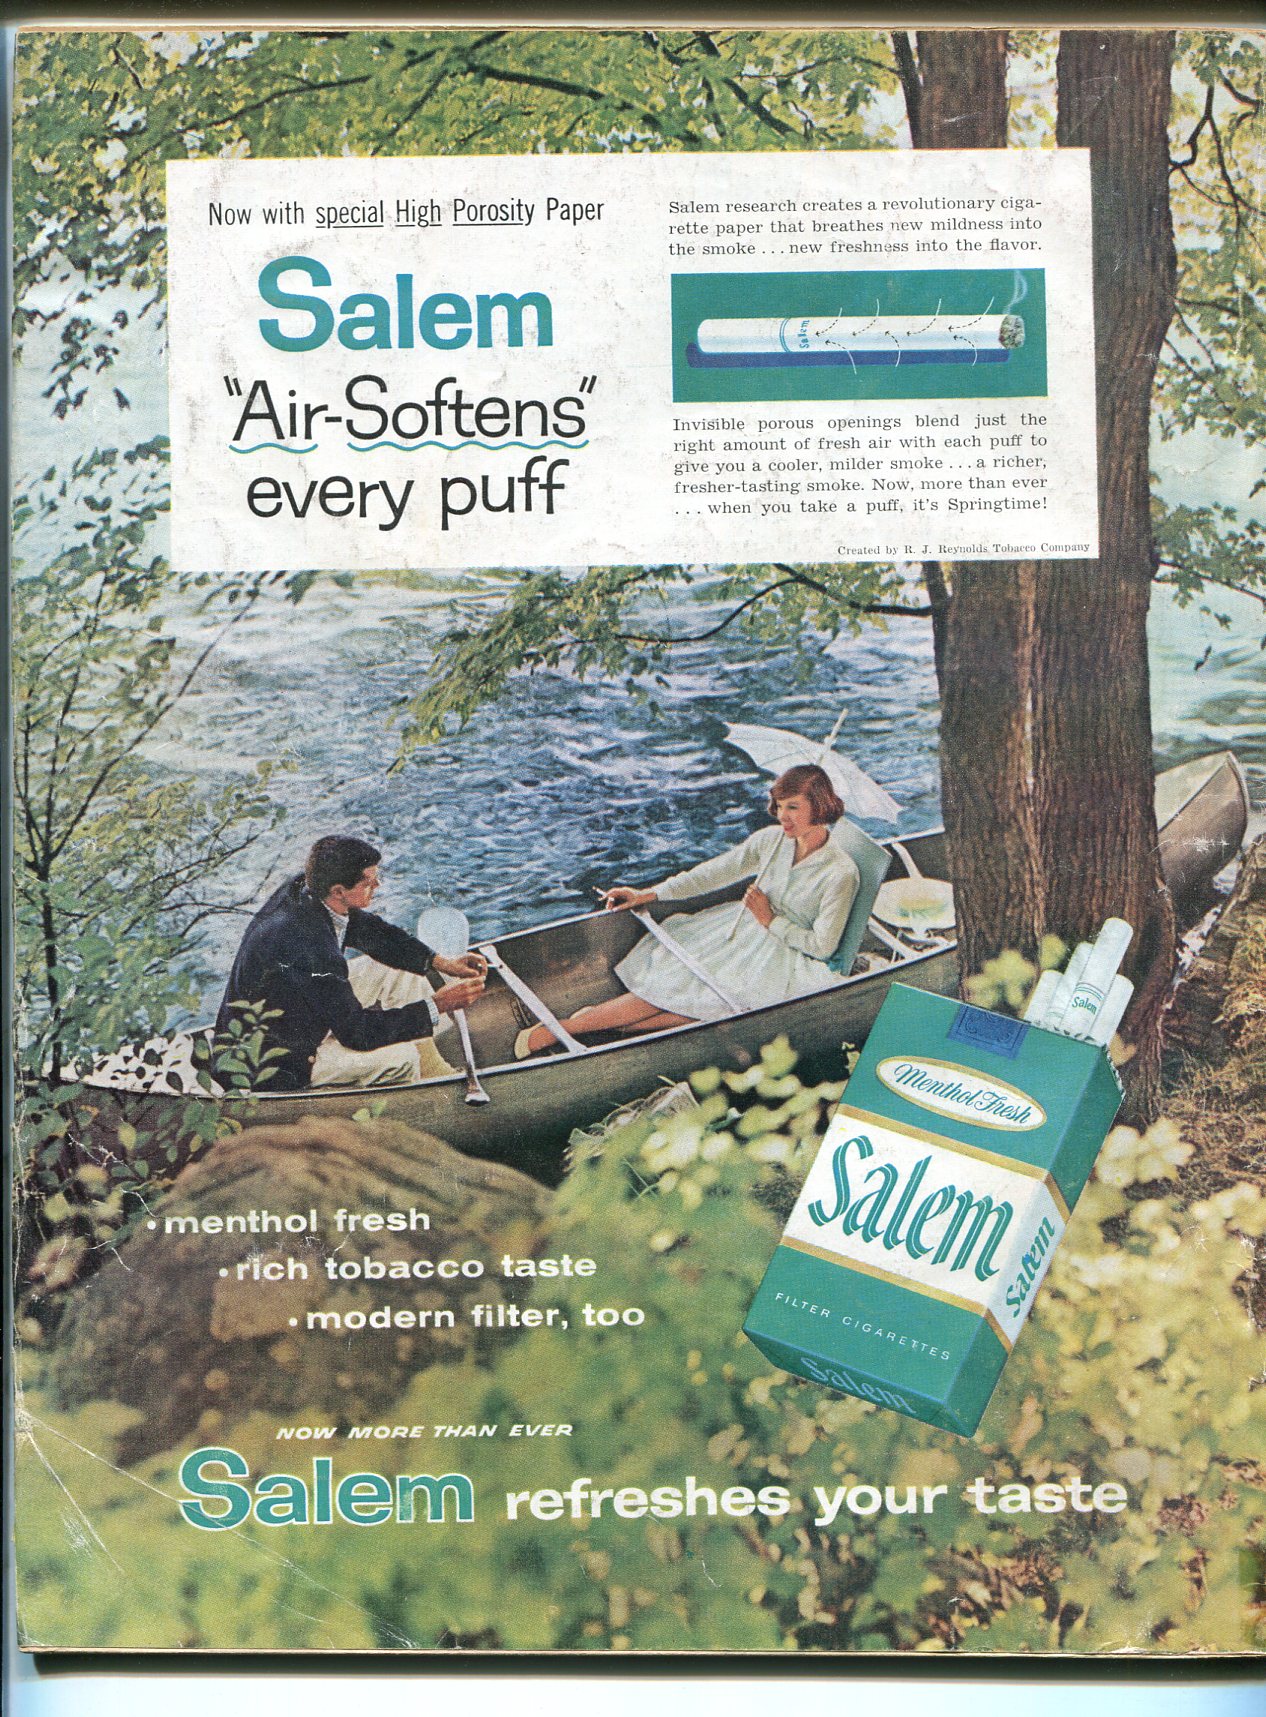 Now with special High Porosity Paper
Salem
"Air-Softens"
every puff
Salem research creates a revolutionary ciga-
rette paper that breathes new mildness into
the smoke . . . new freshness into the flavor.
Salem
Invisible porous openings blend just the
right amount of fresh air with each puff to
give you a cooler, milder smoke . . . a richer,
fresher-tasting smoke. Now, more than ever
. . . when you take a puff, it's Springtime!
Created by R. J. Reynolds Tobacco Company
Salem
Menthol Fresh
Salem
Salem
FILTER CIGARETTES
Salem
• menthol fresh
• rich tobacco taste
• modern filter, too
NOW MORE THAN EVER
Salem refreshes your taste